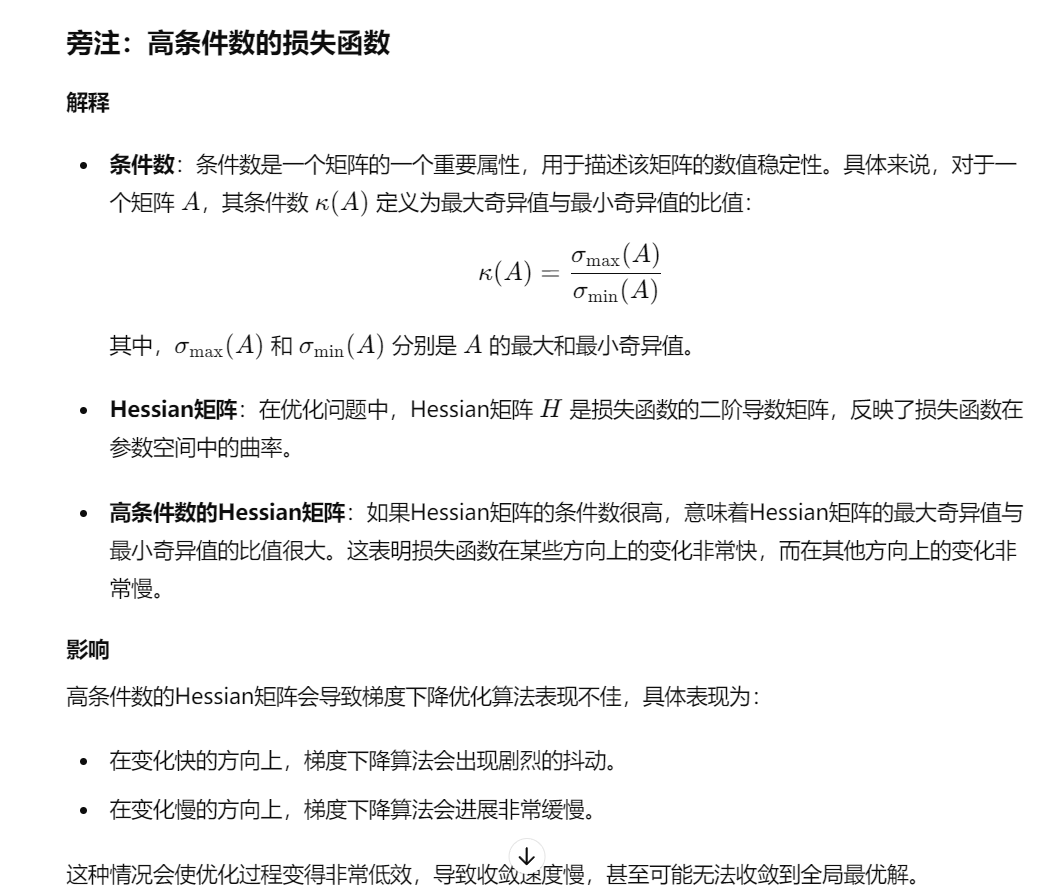 旁注：高条件数的损失函数
解释
• 条件数：条件数是一个矩阵的一个重要属性，用于描述该矩阵的数值稳定性。具体来说，对于一
个矩阵 A，其条件数 κ(A) 定义为最大奇异值与最小奇异值的比值：
κ(A) = σmax(A) / σmin(A)
其中，σmax(A) 和 σmin(A) 分别是 A 的最大和最小奇异值。
• Hessian矩阵：在优化问题中，Hessian矩阵 H 是损失函数的二阶导数矩阵，反映了损失函数在
参数空间中的曲率。
• 高条件数的Hessian矩阵：如果Hessian矩阵的条件数很高，意味着Hessian矩阵的最大奇异值与
最小奇异值的比值很大。这表明损失函数在某些方向上的变化非常快，而在其他方向上的变化非
常慢。
影响
高条件数的Hessian矩阵会导致梯度下降优化算法表现不佳，具体表现为：
• 在变化快的方向上，梯度下降算法会出现剧烈的抖动。
• 在变化慢的方向上，梯度下降算法会进展非常缓慢。
这种情况会使优化过程变得非常低效，导致收敛速度慢，甚至可能无法收敛到全局最优解。